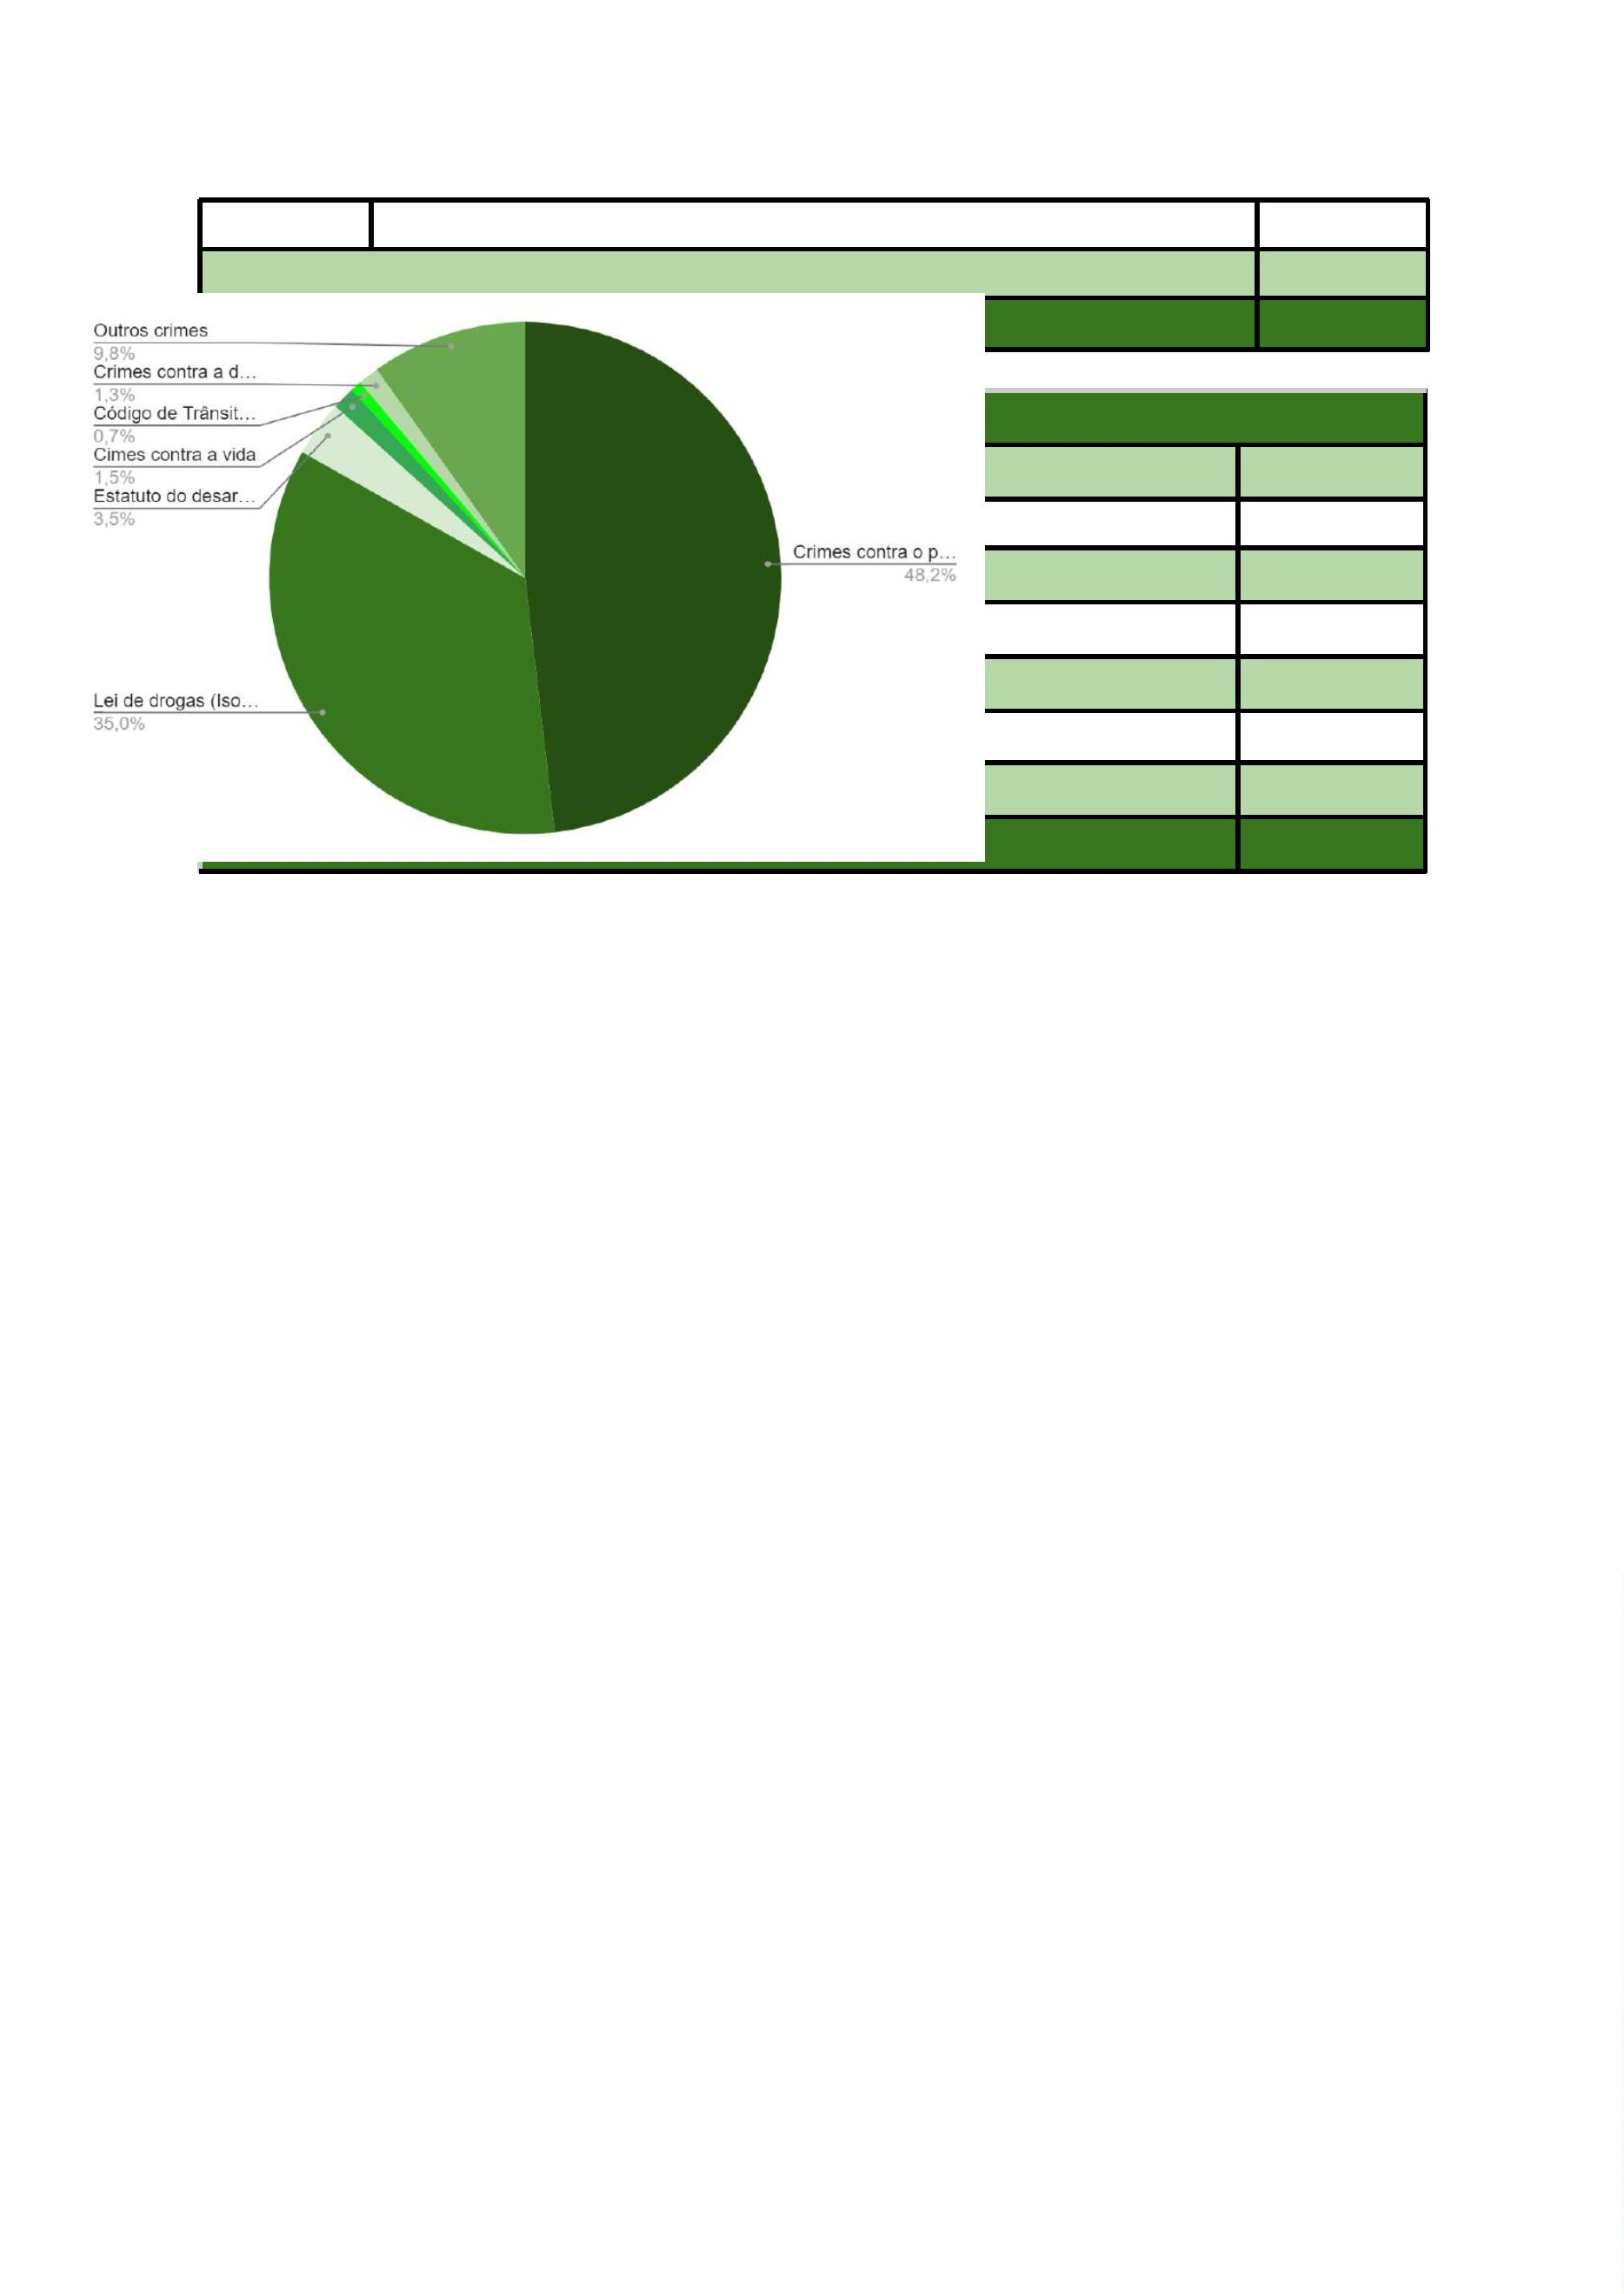 Outros crimes
9,8%
Crimes contra a d…
1,3%
Código de Trânsit…
0,7%
Cimes contra a vida
1,5%
Estatuto do desar…
3,5%
Crimes contra o p…
48,2%
Lei de drogas (Iso…
35,0%